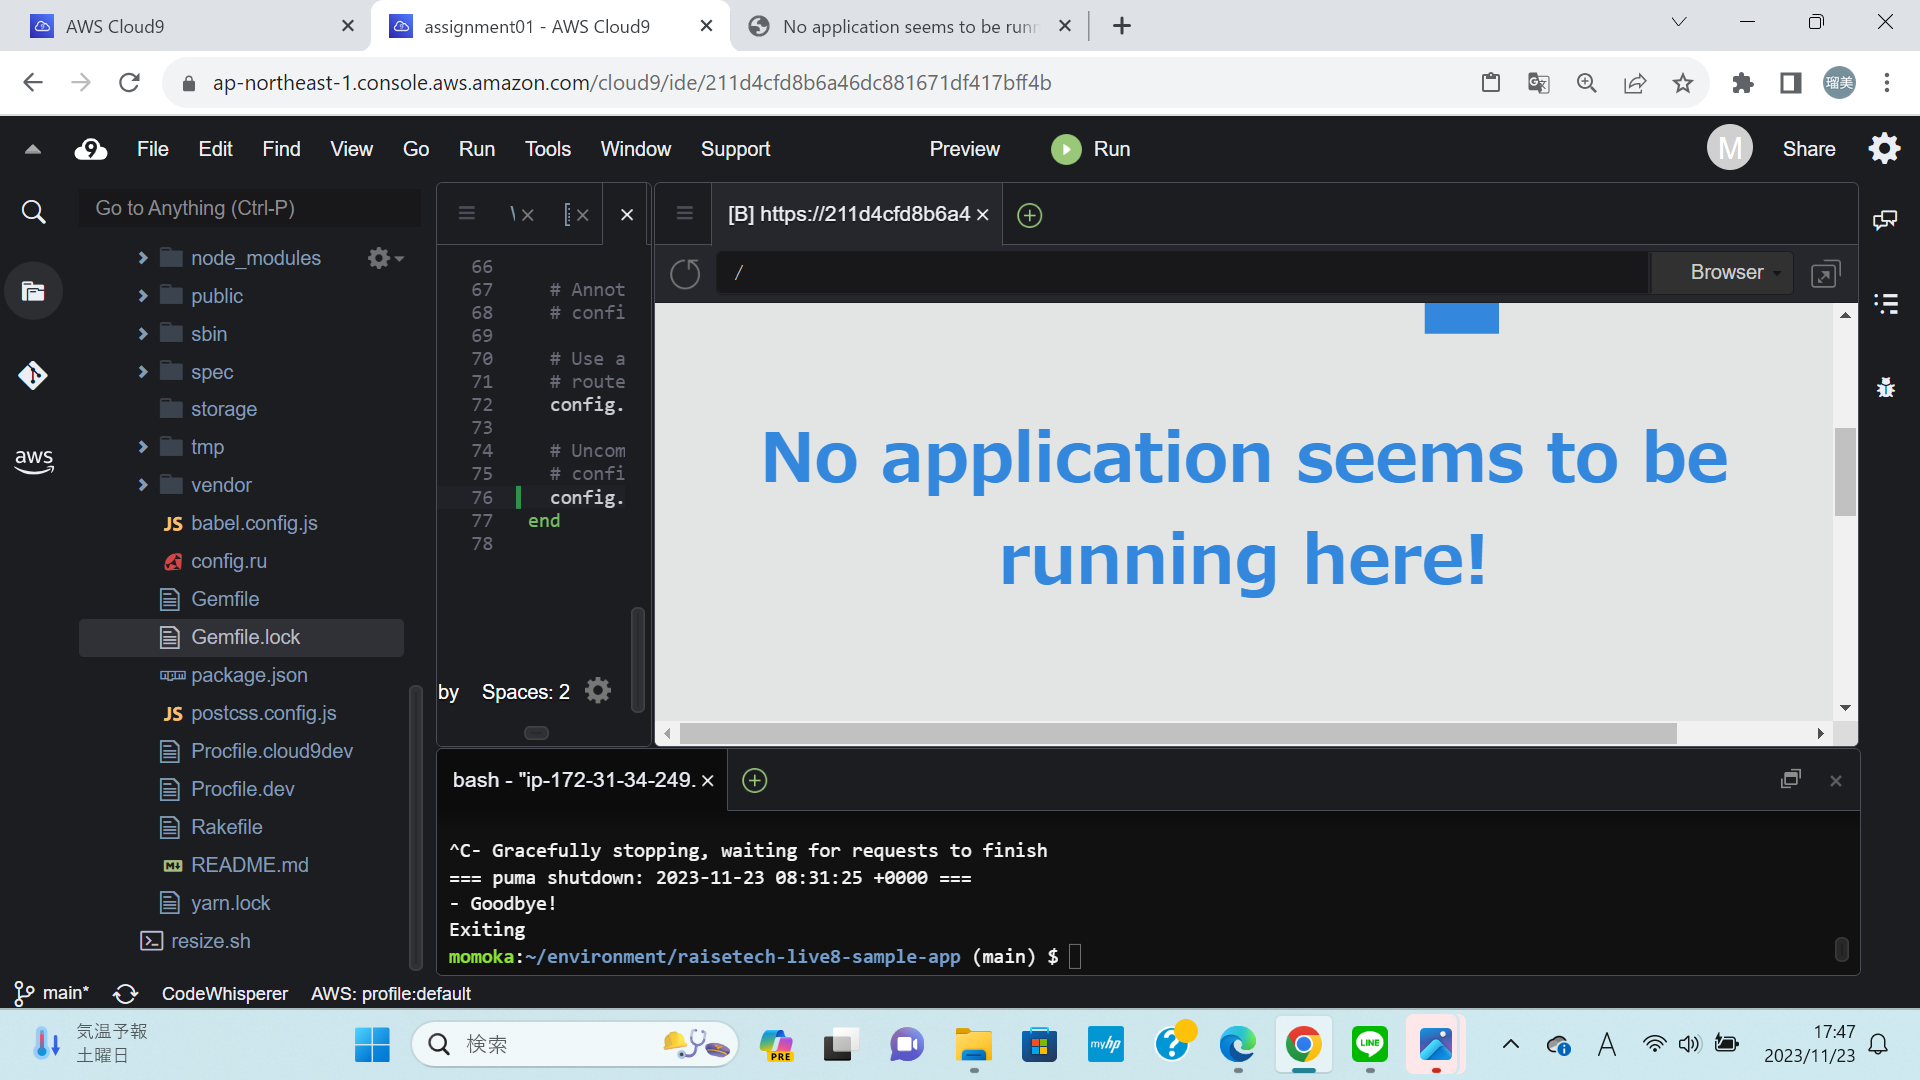 AWS Cloud9
assignment01 - AWS Cloud9
No application seems to be runn
ap-northeast-1.console.aws.amazon.com/cloud9/ide/211d4cfd8b6a46dc881671df417bff4b
瑠美
9 File Edit Find View Go Run Tools Window Support Preview Run M Share
Go to Anything (Ctrl-P)
node_modules
public
sbin
spec
storage
tmp
vendor
JS babel.config.js
config.ru
Gemfile
Gemfile.lock
package.json
JS postcss.config.js
Procfile.cloud9dev
Procfile.dev
Rakefile
README.md
yarn.lock
resize.sh
aws
66
67 # Annot
68 # confi
69
70 # Use a
71 # route
72 config.
73
74 # Uncom
75 # confi
76 config.
77 end
78
by Spaces: 2
[B] https://211d4cfd8b6a4
/
Browser
No application seems to be
running here!
bash - "ip-172-31-34-249.
^C- Gracefully stopping, waiting for requests to finish
=== puma shutdown: 2023-11-23 08:31:25 +0000 ===
- Goodbye!
Exiting
momoka:~/environment/raisetech-live8-sample-app (main) $
main* CodeWhisperer AWS: profile:default
気温予報
土曜日
検索
PRE
myhp
LINE
A
17:47
2023/11/23